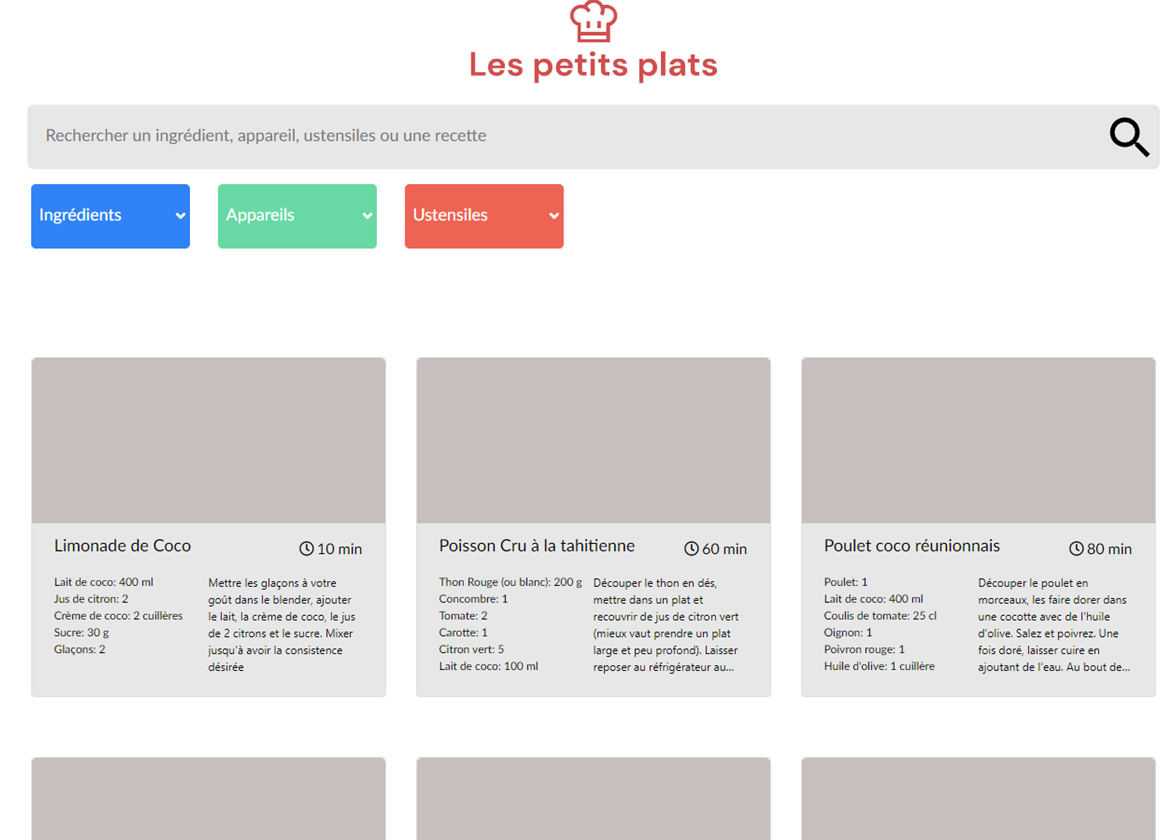 Les petits plats
Rechercher un ingrédient, appareil, ustensiles ou une recette
Ingrédients
Appareils
Ustensiles
Limonade de Coco
10 min
Lait de coco: 400 ml
Jus de citron: 2
Crème de coco: 2 cuillères
Sucre: 30 g
Glaçons: 2
Mettre les glaçons à votre
goût dans le blender, ajouter
le lait, la crème de coco, le jus
de 2 citrons et le sucre. Mixer
jusqu'à avoir la consistence
désirée
Poisson Cru à la tahitienne
60 min
Thon Rouge (ou blanc): 200 g
Concombre: 1
Tomate: 2
Carotte: 1
Citron vert: 5
Lait de coco: 100 ml
Découper le thon en dés,
mettre dans un plat et
recouvrir de jus de citron vert
(mieux vaut prendre un plat
large et peu profond). Laisser
reposer au réfrigérateur au...
Poulet coco réunionnais
80 min
Poulet: 1
Lait de coco: 400 ml
Coulis de tomate: 25 cl
Oignon: 1
Poivron rouge: 1
Huile d'olive: 1 cuillère
Découper le poulet en
morceaux, les faire dorer dans
une cocotte avec de l'huile
d'olive. Salez et poivrez. Une
fois doré, laisser cuire en
ajoutant de l'eau. Au bout de...